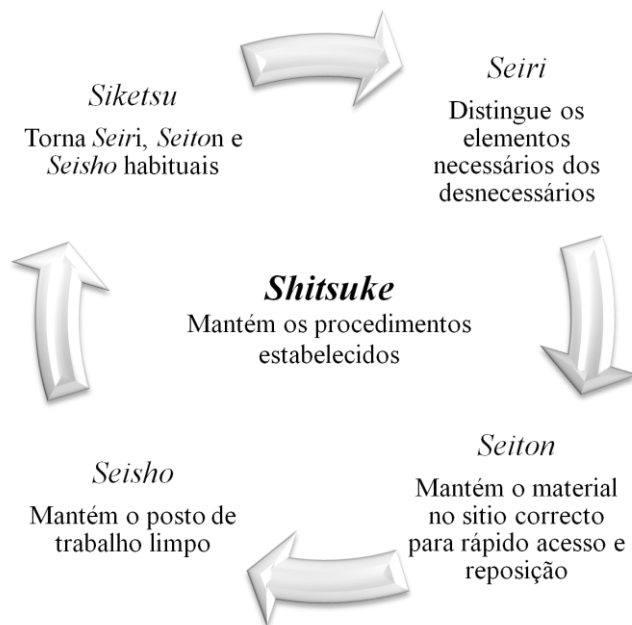 Siketsu
Torna Seiri, Seiton e
Seisho habituais
Seiri
Distingue os
elementos
necessários dos
desnecessários
Shitsuke
Mantém os procedimentos
estabelecidos
Seisho
Mantém o posto de
trabalho limpo
Seiton
Mantém o material
no sitio correcto
para rápido acesso e
reposição